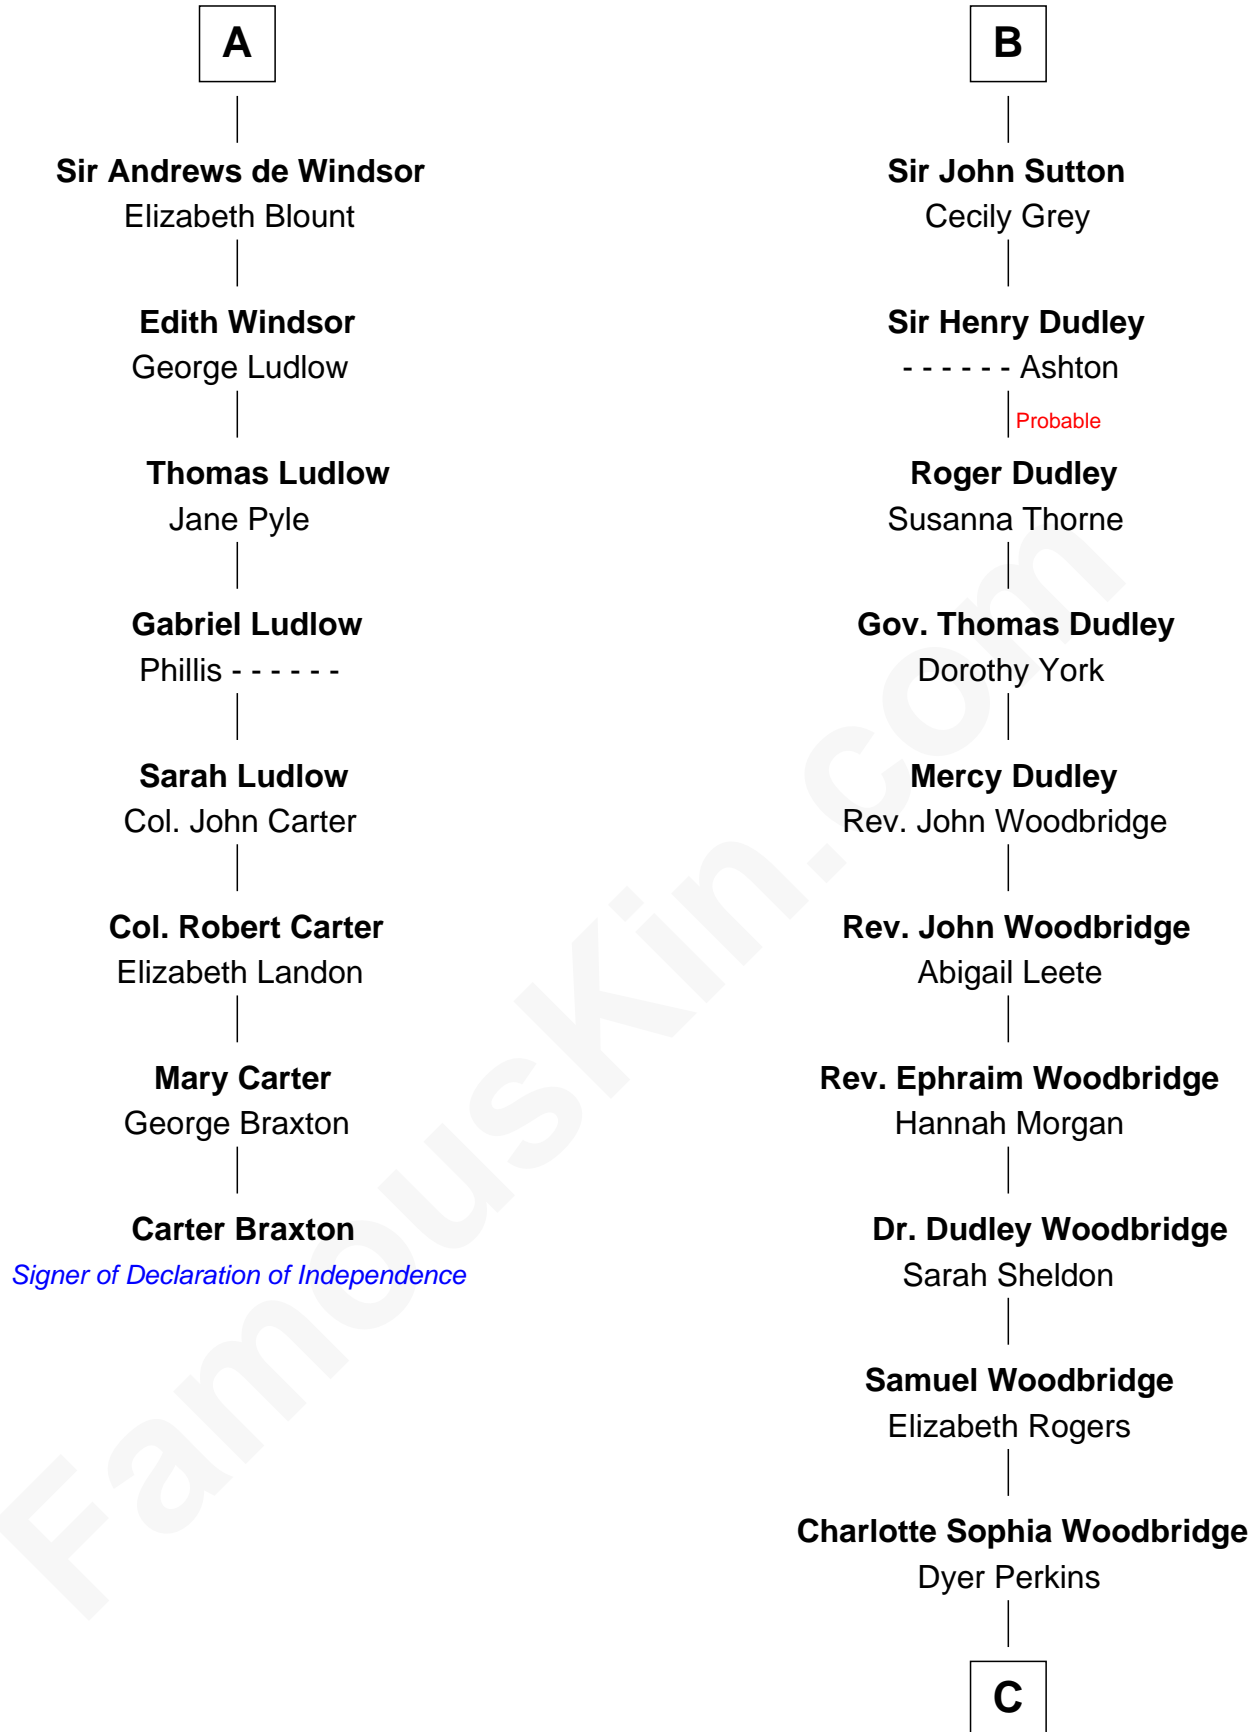 A
Sir Andrews de Windsor
Elizabeth Blount
Edith Windsor
George Ludlow
Thomas Ludlow
Jane Pyle
Gabriel Ludlow
Phillis - - - - - -
Sarah Ludlow
Col. John Carter
Col. Robert Carter
Elizabeth Landon
Mary Carter
George Braxton
Carter Braxton
Signer of Declaration of Independence
B
Sir John Sutton
Cecily Grey
Sir Henry Dudley
- - - - - - Ashton
Probable
Roger Dudley
Susanna Thorne
Gov. Thomas Dudley
Dorothy York
Mercy Dudley
Rev. John Woodbridge
Rev. John Woodbridge
Abigail Leete
Rev. Ephraim Woodbridge
Hannah Morgan
Dr. Dudley Woodbridge
Sarah Sheldon
Samuel Woodbridge
Elizabeth Rogers
Charlotte Sophia Woodbridge
Dyer Perkins
C
FamousKin.com